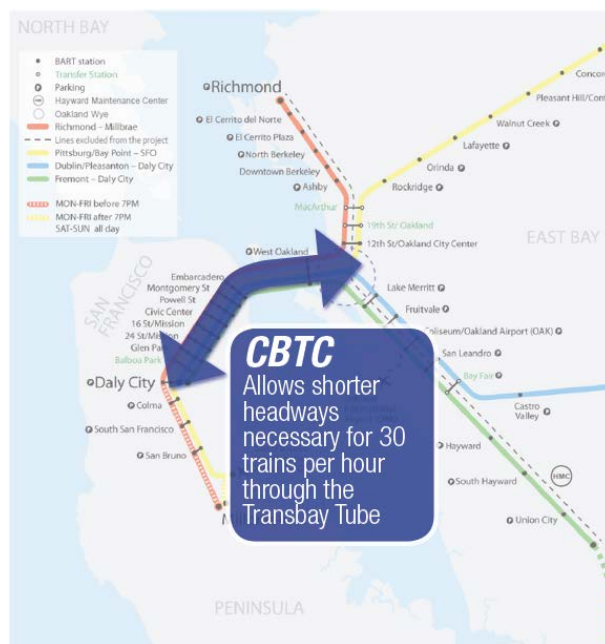 NORTH BAY
BART station
Transfer Station
Parking
Hayward Maintenance Center
Oakland Wye
Richmond – Millbrae
Lines excluded from the project
Pittsburg/Bay Point – SFO
Dublin/Pleasanton – Daly City
Fremont – Daly City
MON-FRI before 7PM
MON-FRI after 7PM
SAT-SUN all day
Richmond
El Cerrito del Norte
El Cerrito Plaza
North Berkeley
Downtown Berkeley
Ashby
MacArthur
19th St/Oakland
12th St/Oakland City Center
Concor
Pleasant Hill/Cont
Walnut Creek
Lafayette
Orinda
Rockridge
EAST BAY
West Oakland
Lake Merritt
Fruitvale
Coliseum/Oakland Airport (OAK)
San Leandro
Bay Fair
Castro
Valley
Hayward
South Hayward
HMC
Union City
SAN
FRANCISCO
Embarcadero
Montgomery St
Powell St
Civic Center
16 St/Mission
24 St/Mission
Glen Par
Balboa Park
Daly City
Colma
South San Francisco
San Bruno
CBTC
Allows shorter
headways
necessary for 30
trains per hour
through the
Transbay Tube
PENINSULA